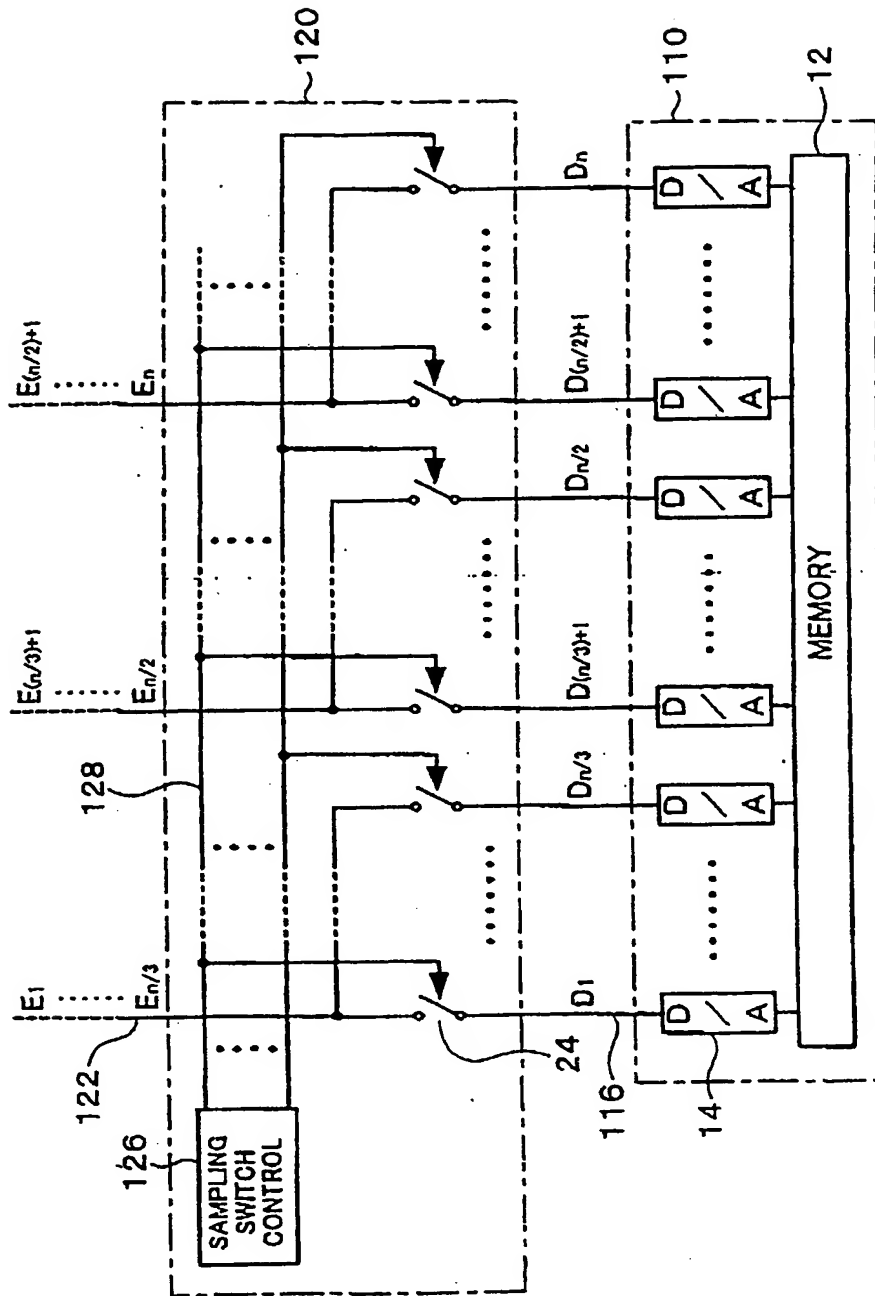 120
110
12
E(n/2)+1
En
Dn
D
A
D(n/2)+1
D
A
Dn/2
D
A
E(n/3)+1
En/2
D(n/3)+1
D
A
128
Dn/3
D
A
E1
En/3
122
24
D1
116
D
A
14
MEMORY
126
SAMPLING
SWITCH
CONTROL